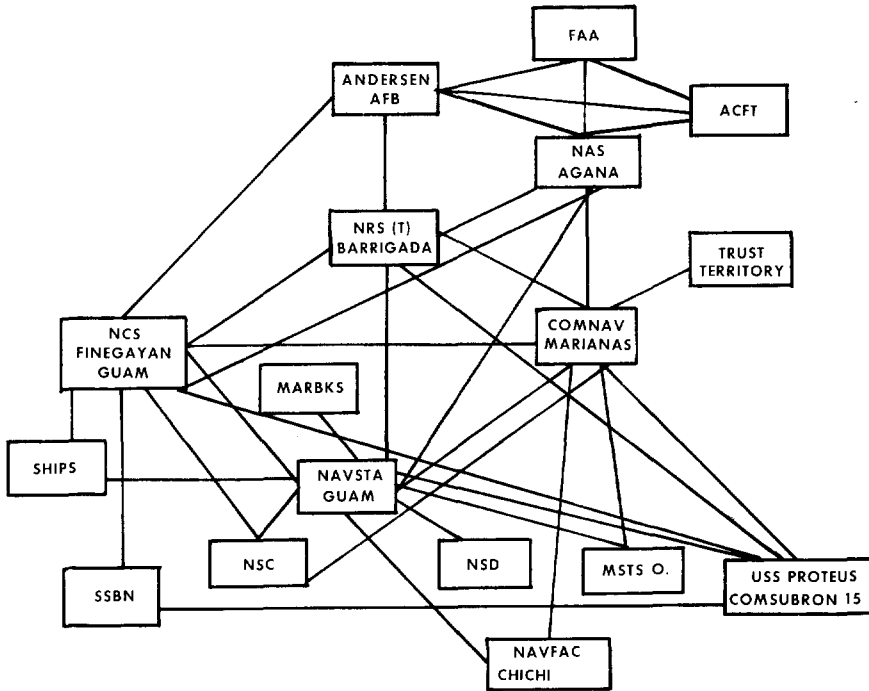 FAA
ANDERSEN
AFB
ACFT
NAS
AGANA
NRS (T)
BARRIGADA
TRUST
TERRITORY
NCS
FINEGAYAN
GUAM
COMNAV
MARIANAS
MARBKS
SHIPS
NAVSTA
GUAM
NSC
NSD
MSTS O.
SSBN
USS PROTEUS
COMSUBRON 15
NAVFAC
CHICHI